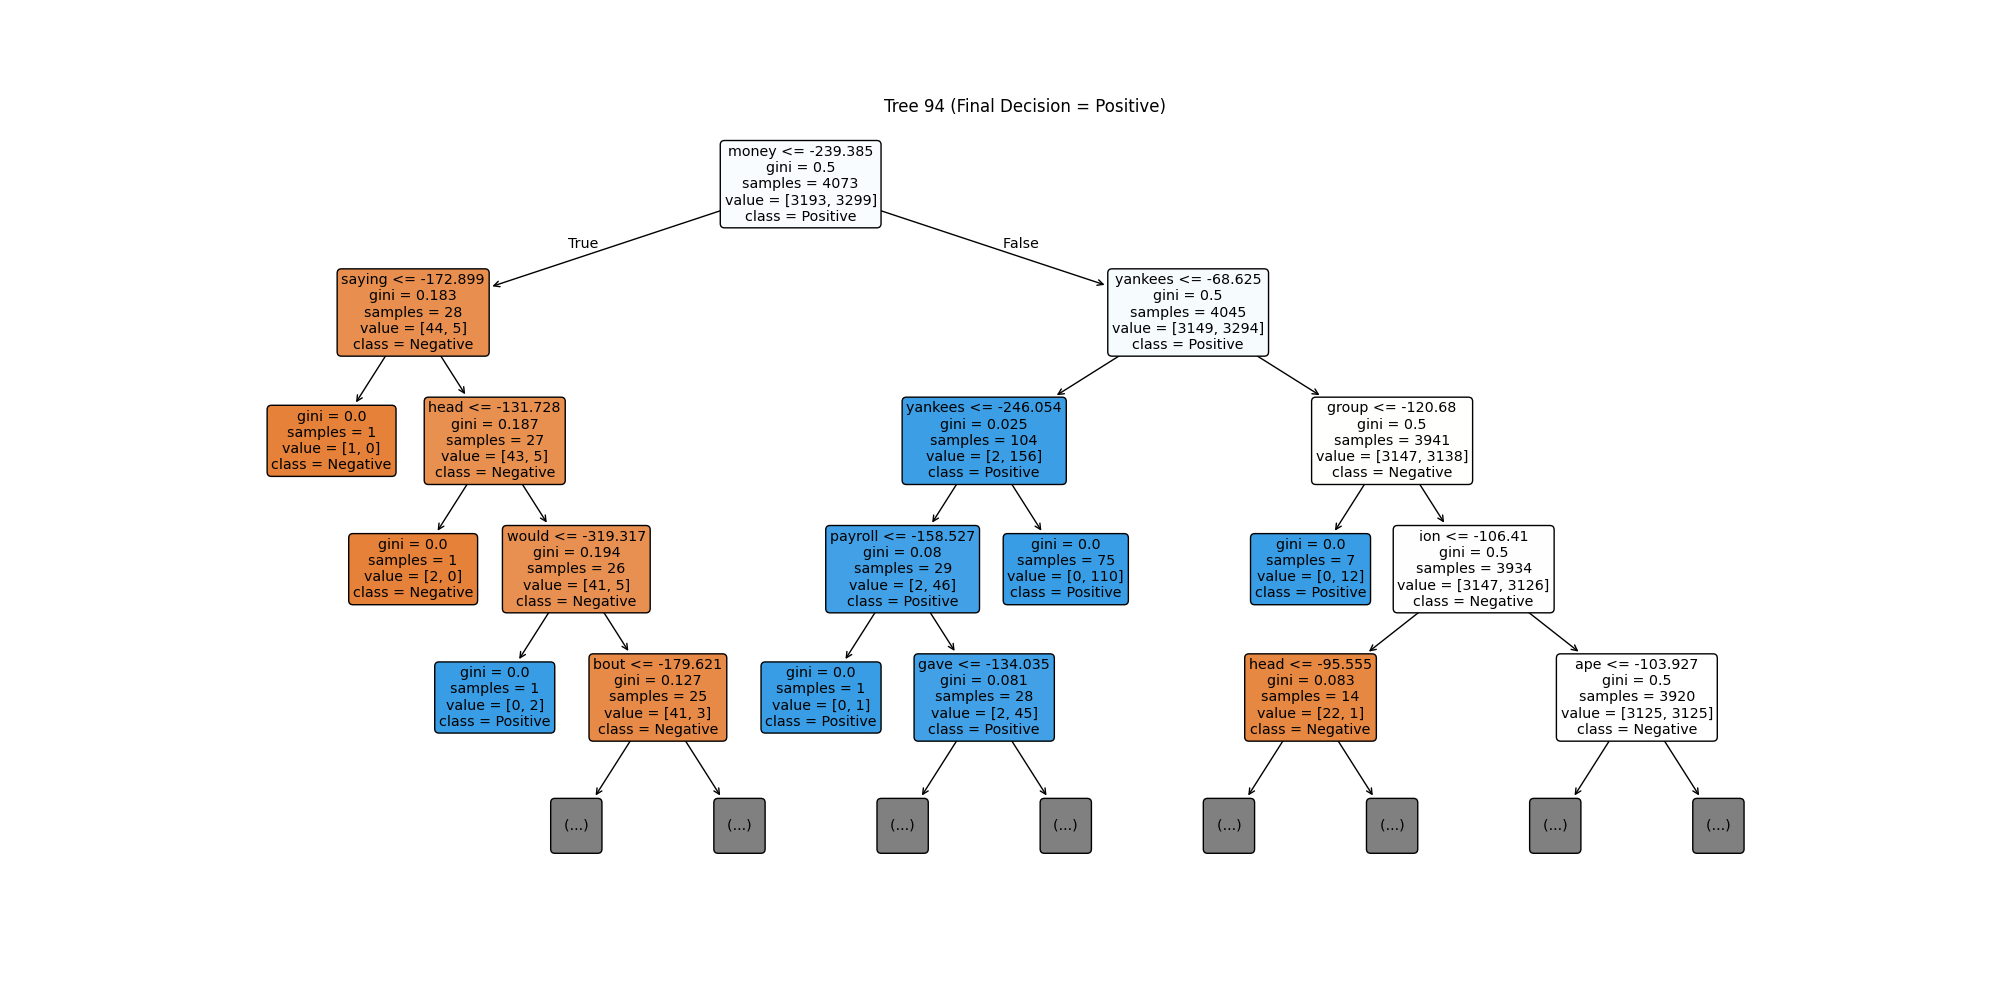 Tree 94 (Final Decision = Positive)
money <= -239.385
gini = 0.5
samples = 4073
value = [3193, 3299]
class = Positive
True
False
saying <= -172.899
gini = 0.183
samples = 28
value = [44, 5]
class = Negative
yankees <= -68.625
gini = 0.5
samples = 4045
value = [3149, 3294]
class = Positive
gini = 0.0
samples = 1
value = [1, 0]
class = Negative
head <= -131.728
gini = 0.187
samples = 27
value = [43, 5]
class = Negative
yankees <= -246.054
gini = 0.025
samples = 104
value = [2, 156]
class = Positive
group <= -120.68
gini = 0.5
samples = 3941
value = [3147, 3138]
class = Negative
gini = 0.0
samples = 1
value = [2, 0]
class = Negative
would <= -319.317
gini = 0.194
samples = 26
value = [41, 5]
class = Negative
payroll <= -158.527
gini = 0.08
samples = 29
value = [2, 46]
class = Positive
gini = 0.0
samples = 75
value = [0, 110]
class = Positive
gini = 0.0
samples = 7
value = [0, 12]
class = Positive
ion <= -106.41
gini = 0.5
samples = 3934
value = [3147, 3126]
class = Negative
gini = 0.0
samples = 1
value = [0, 2]
class = Positive
bout <= -179.621
gini = 0.127
samples = 25
value = [41, 3]
class = Negative
gini = 0.0
samples = 1
value = [0, 1]
class = Positive
gave <= -134.035
gini = 0.081
samples = 28
value = [2, 45]
class = Positive
head <= -95.555
gini = 0.083
samples = 14
value = [22, 1]
class = Negative
ape <= -103.927
gini = 0.5
samples = 3920
value = [3125, 3125]
class = Negative
(...)
(...)
(...)
(...)
(...)
(...)
(...)
(...)